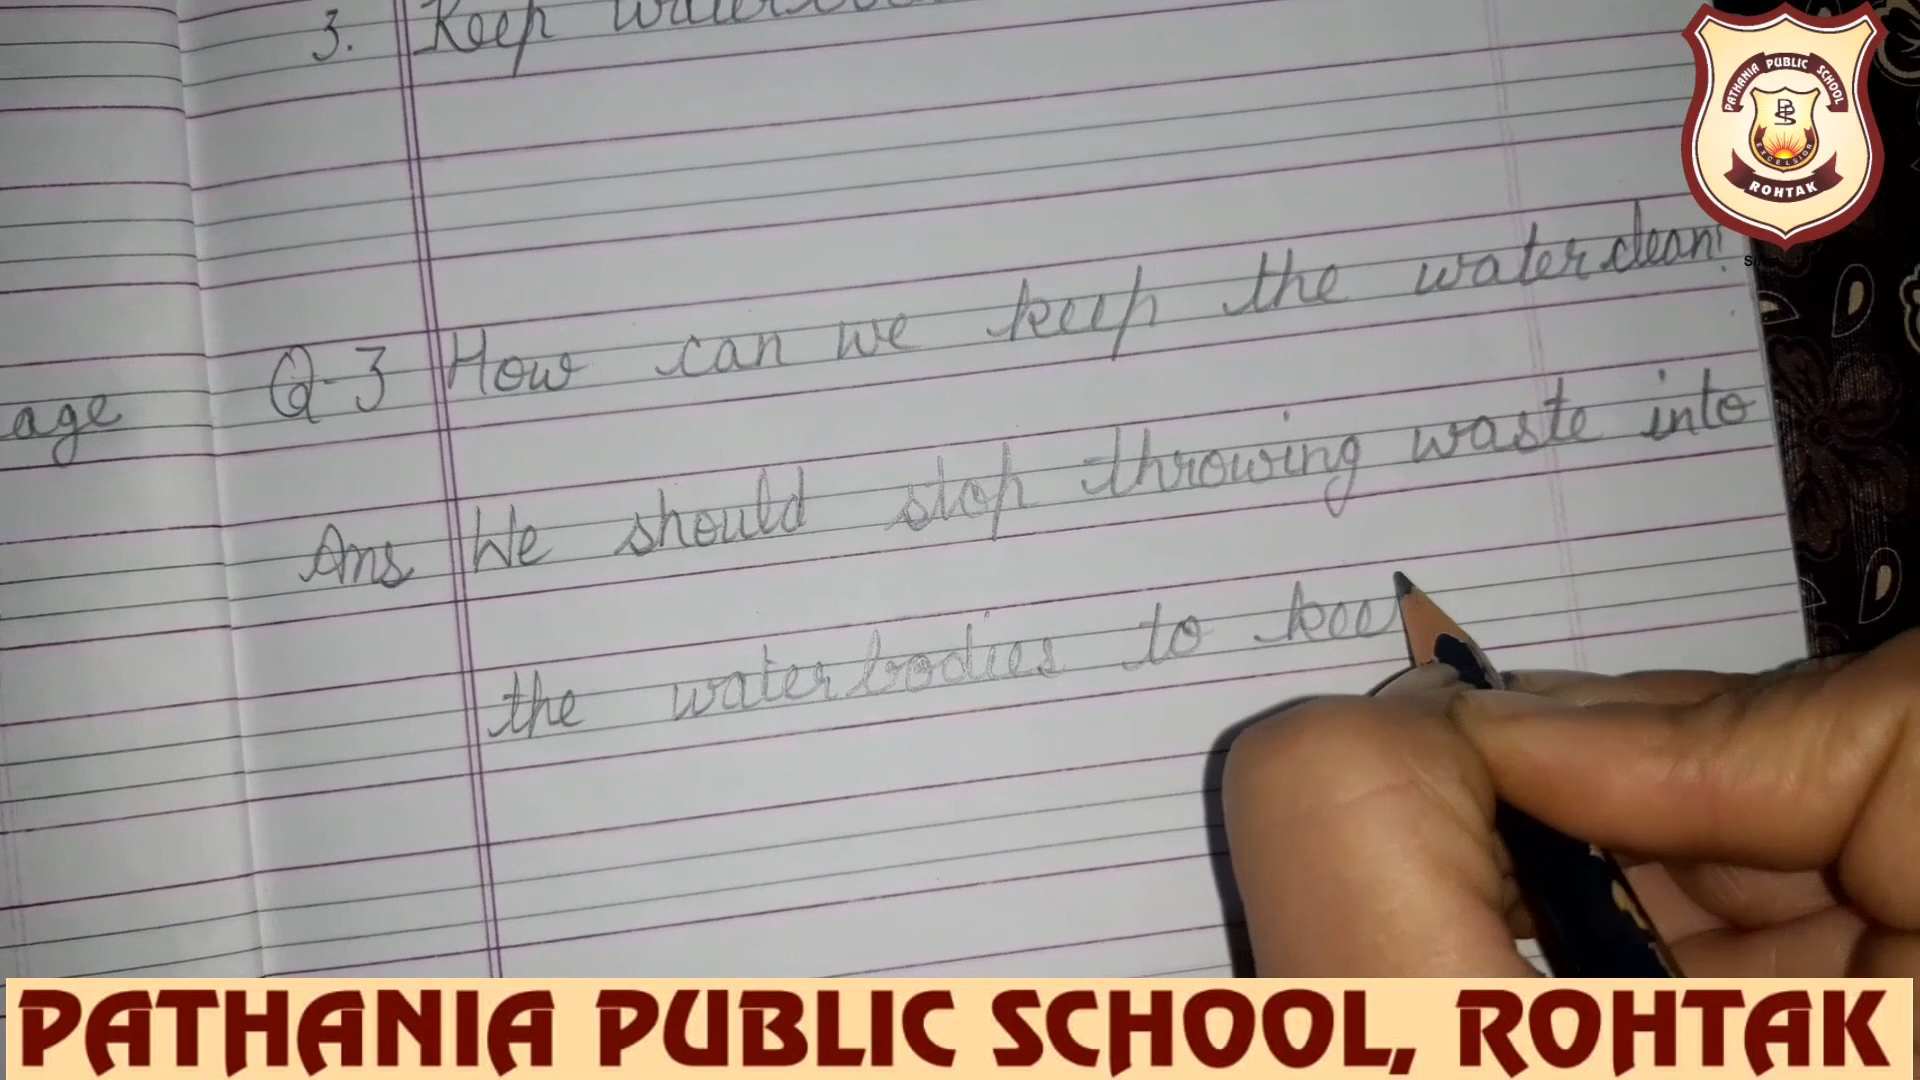 3. Keep
PATHANIA PUBLIC SCHOOL
EXCELSIOR
ROHTAK
Q-3 How can we keep the water clean?
age
Ans We should stop throwing waste into
the water bodies to kee
PATHANIA PUBLIC SCHOOL, ROHTAK